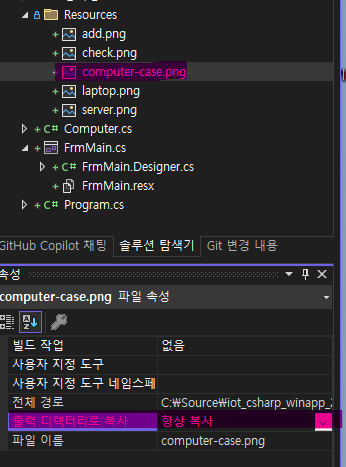 Resources
add.png
check.png
computer-case.png
laptop.png
server.png
C# Computer.cs
FrmMain.cs
C# FrmMain.Designer.cs
FrmMain.resx
C# Program.cs
GitHub Copilot 채팅 솔루션 탐색기 Git 변경 내용
속성
computer-case.png 파일 속성
빌드 작업 없음
사용자 지정 도구
사용자 지정 도구 네임스페
전체 경로 C:\Source\iot_csharp_winapp_2
출력 디렉터리로 복사 항상 복사
파일 이름 computer-case.png